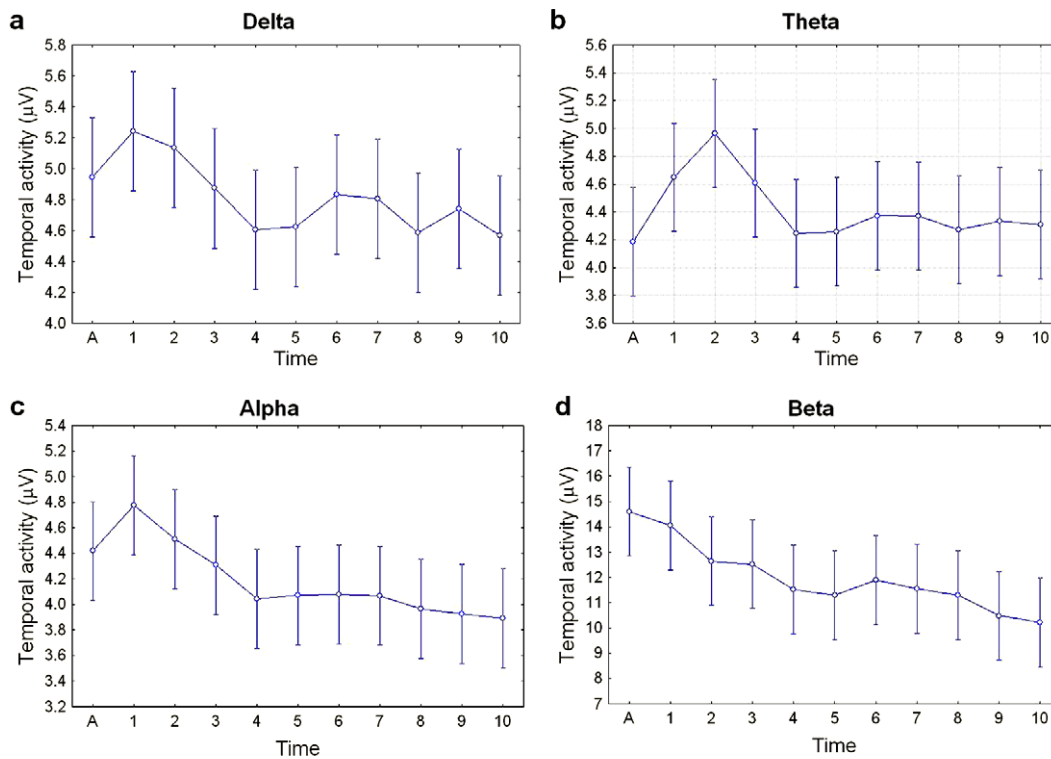 a
Delta
Temporal activity (µV)
5.8
5.6
5.4
5.2
5.0
4.8
4.6
4.4
4.2
4.0
A 1 2 3 4 5 6 7 8 9 10
Time
b
Theta
Temporal activity (µV)
5.6
5.4
5.2
5.0
4.8
4.6
4.4
4.2
4.0
3.8
3.6
A 1 2 3 4 5 6 7 8 9 10
Time
c
Alpha
Temporal activity (µV)
5.4
5.2
5.0
4.8
4.6
4.4
4.2
4.0
3.8
3.6
3.4
3.2
A 1 2 3 4 5 6 7 8 9 10
Time
d
Beta
Temporal activity (µV)
18
17
16
15
14
13
12
11
10
9
8
7
A 1 2 3 4 5 6 7 8 9 10
Time